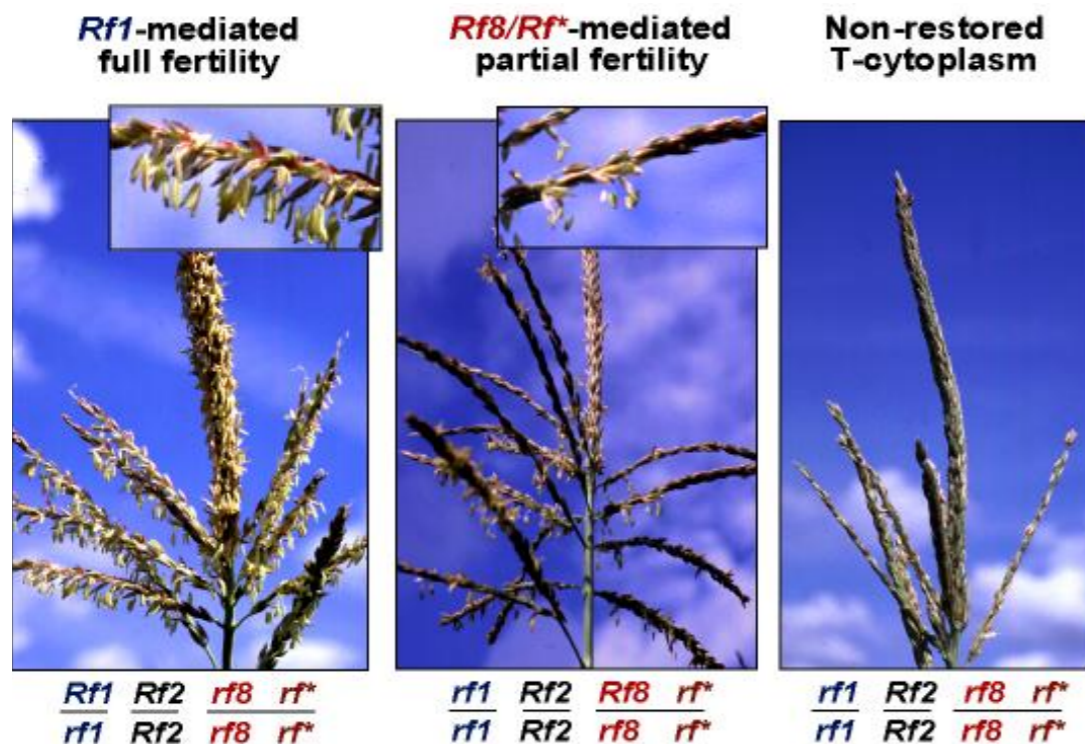 Rf1-mediated
full fertility
Rf8/Rf*-mediated
partial fertility
Non-restored
T-cytoplasm
Rf1 Rf2 rf8 rf*
rf1 Rf2 rf8 rf*
rf1 Rf2 Rf8 rf*
rf1 Rf2 rf8 rf*
rf1 Rf2 rf8 rf*
rf1 Rf2 rf8 rf*